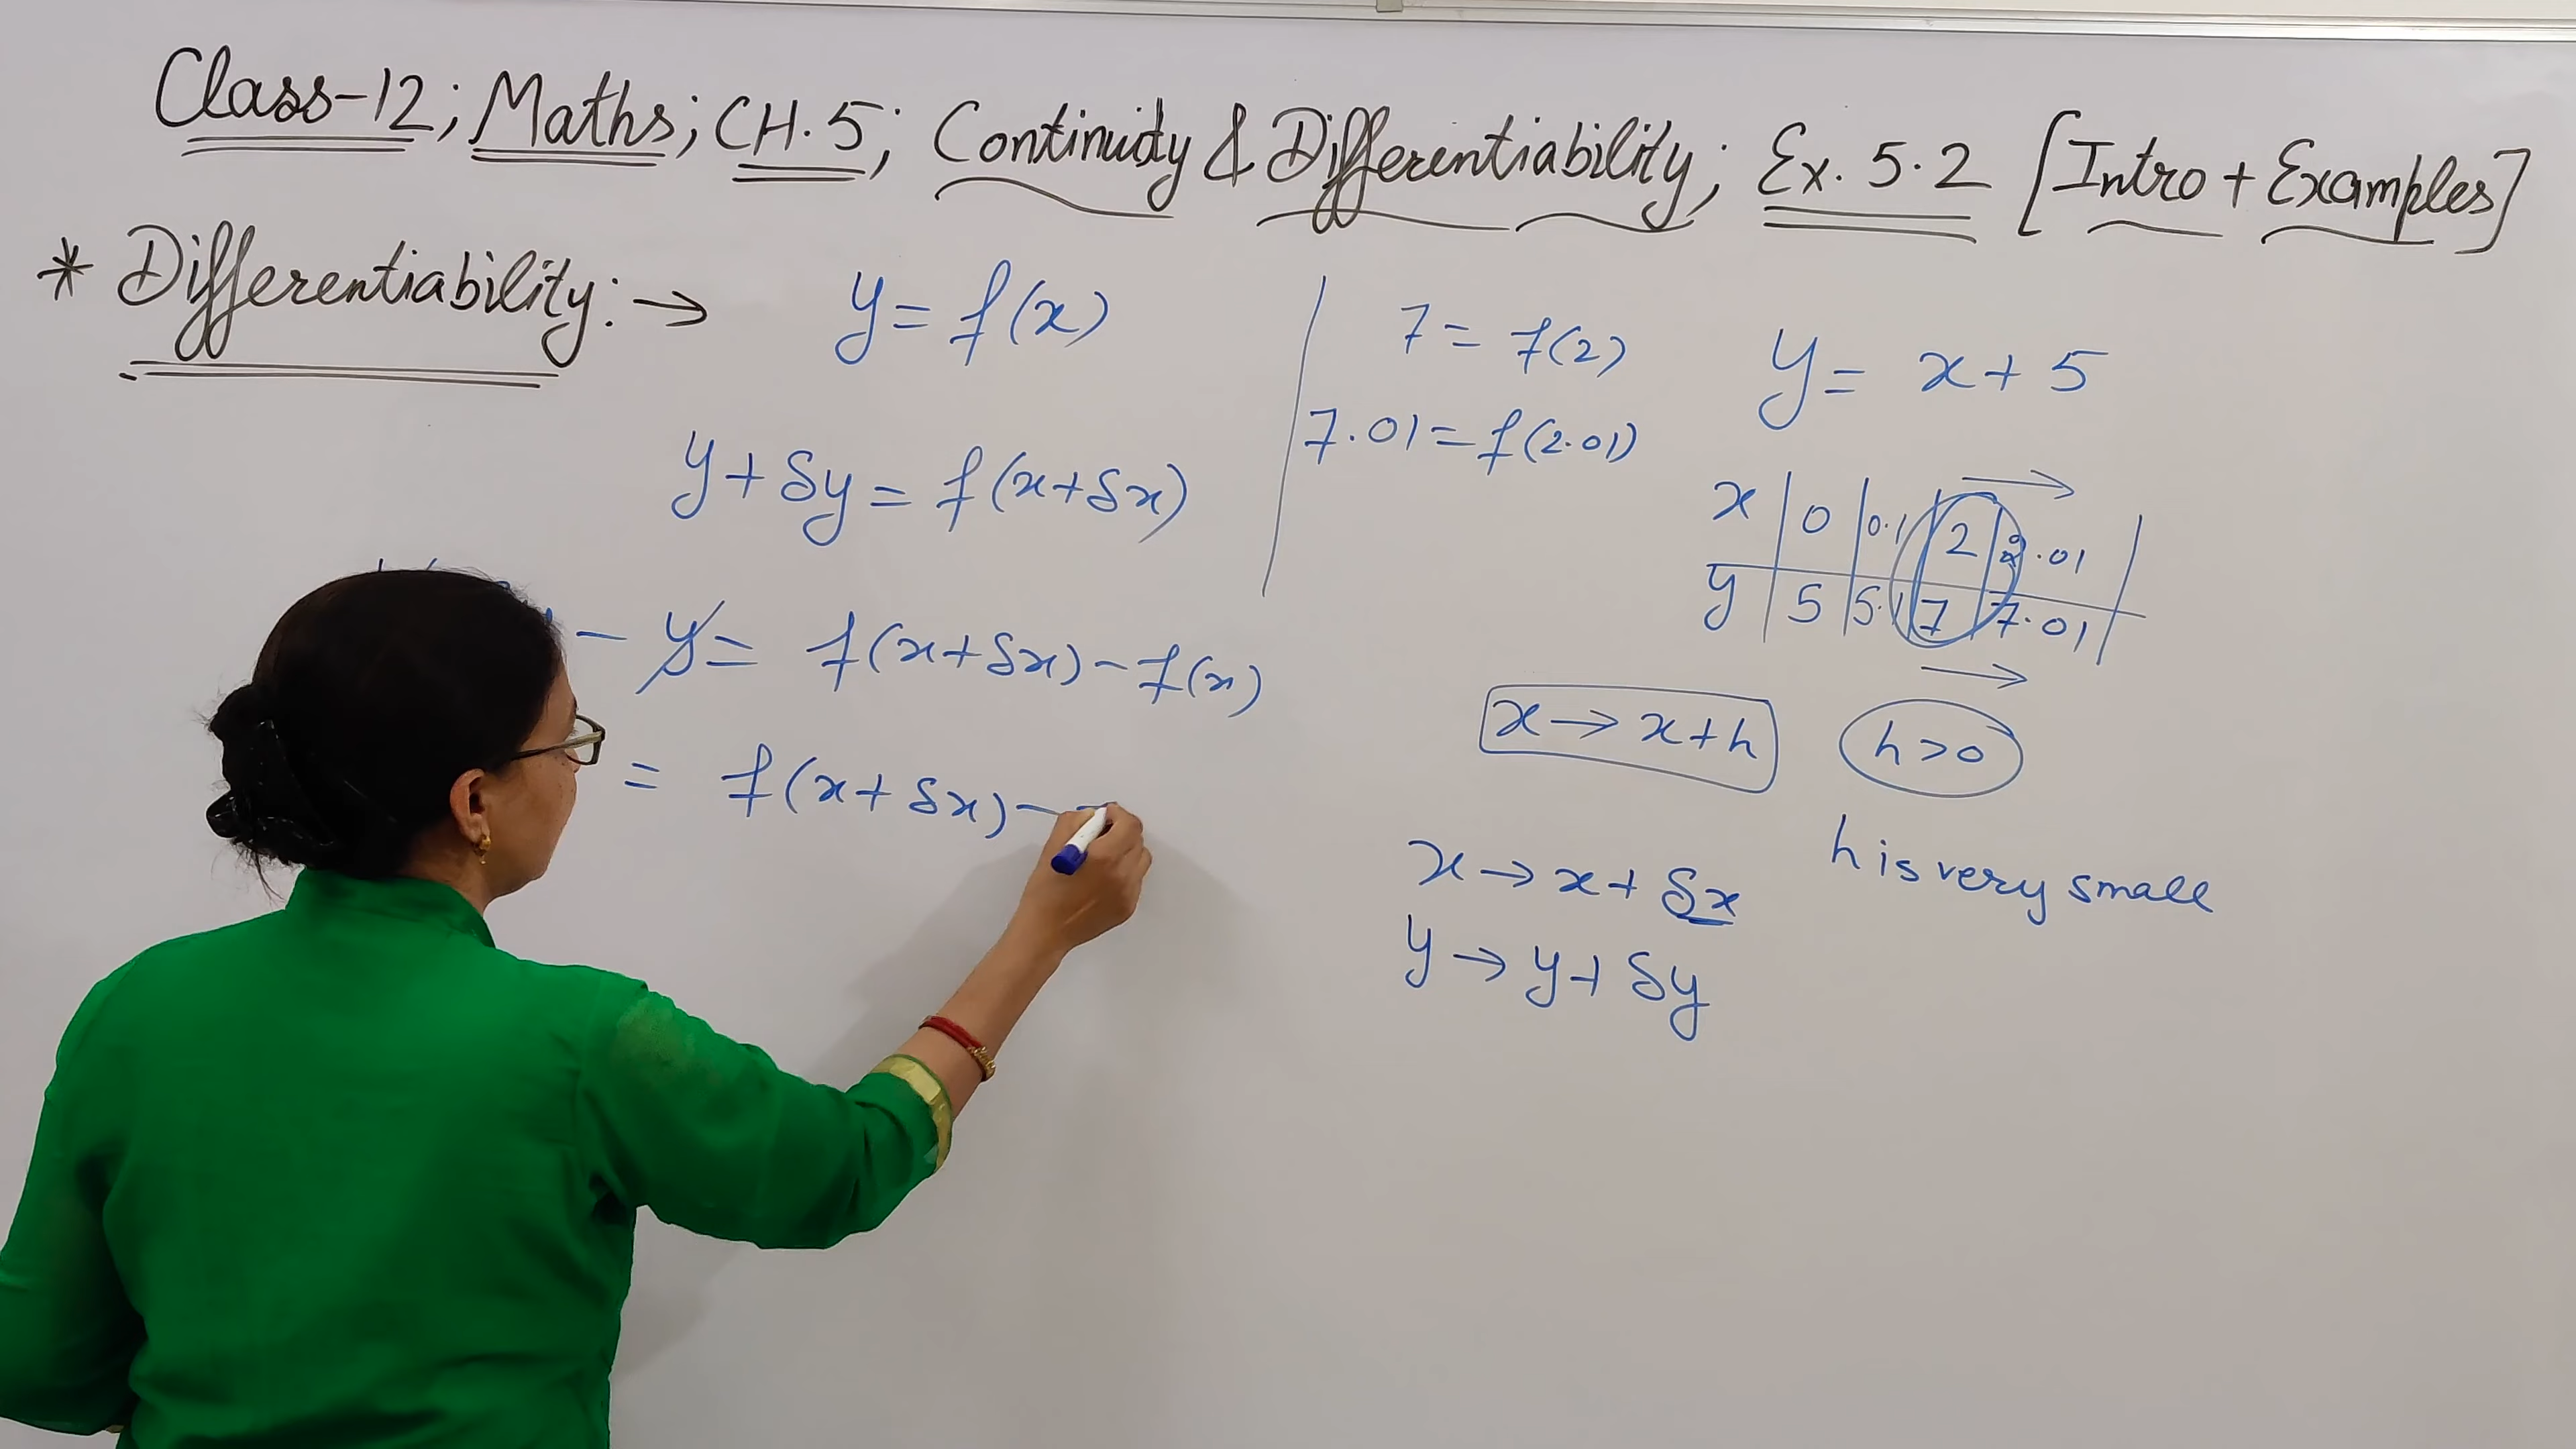 Class-12; Maths; CH.5; Continuity & Differentiability; Ex. 5.2 [Intro + Examples]
* Differentiability:→
y = f(x)
y + δy = f(x+δx)
- y = f(x+δx) - f(x)
= f(x+δx) -
7 = f(2)
7.01 = f(2.01)
y = x + 5
x | 0 | 0.1 | 2 | 2.01
y | 5 | 5.1 | 7 | 7.01
x → x+h
h>0
h is very small
x → x + δx
y → y + δy